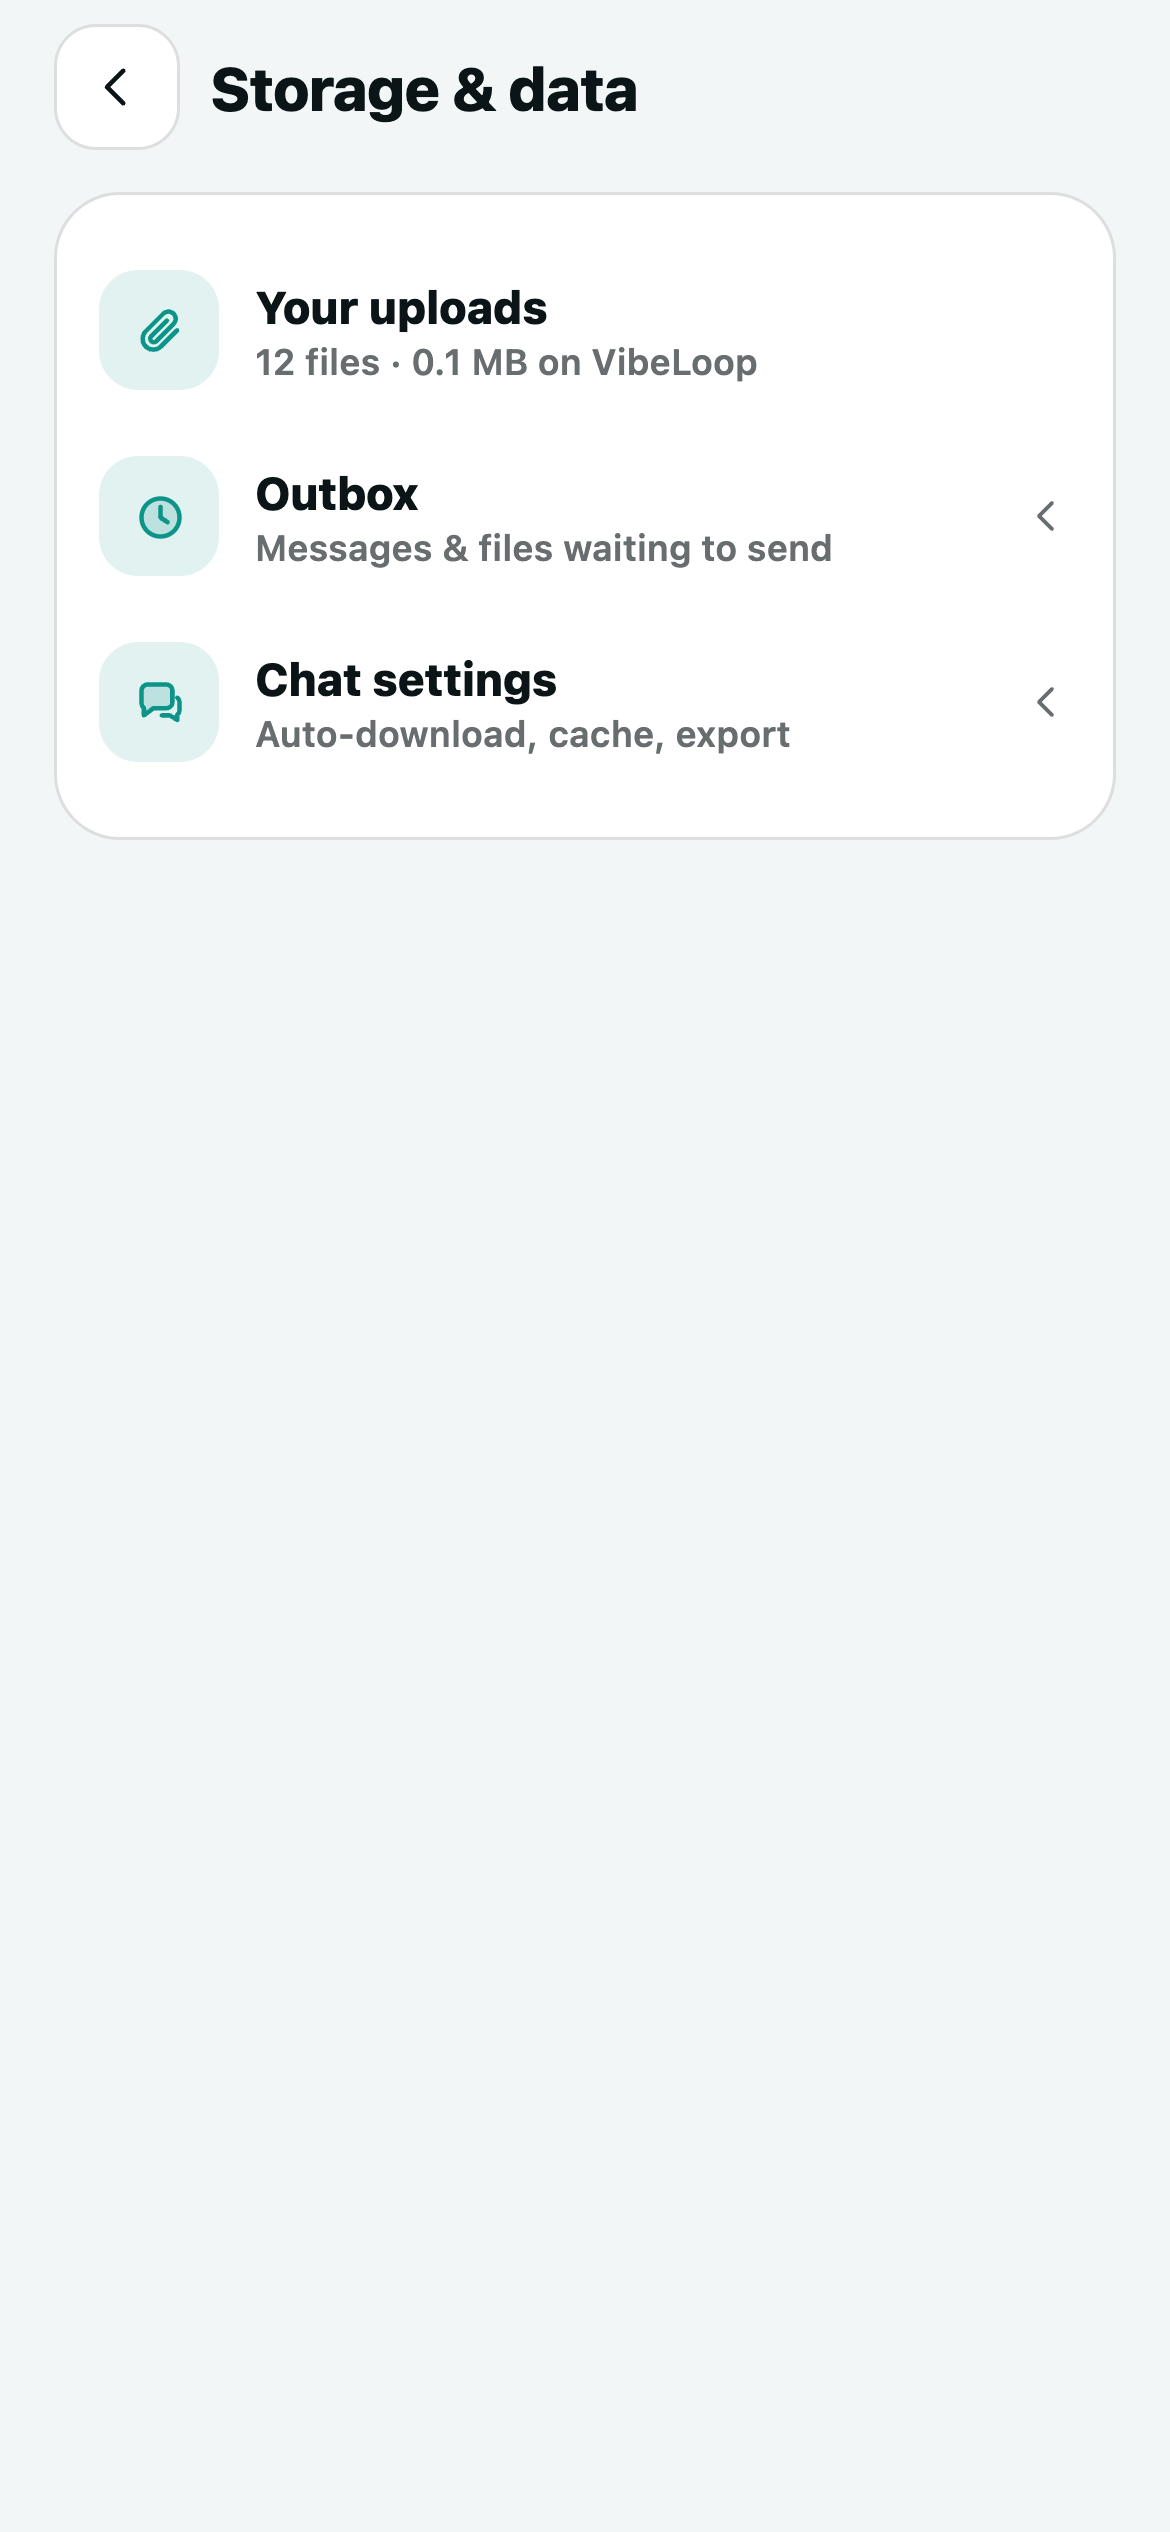 Storage & data
Your uploads
12 files · 0.1 MB on VibeLoop
Outbox
Messages & files waiting to send
Chat settings
Auto-download, cache, export